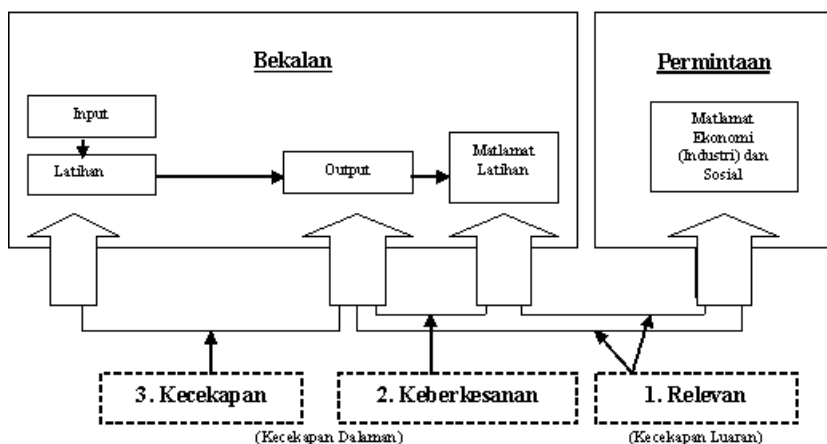 Bekalan
Permintaan
Input
Latihan
Output
Matlamat
Latihan
Matlamat
Ekonomi
(Industri) dan
Sosial
3. Kecekapan
2. Keberkesanan
1. Relevan
(Kecekapan Dalaman)
(Kecekapan Luaran)